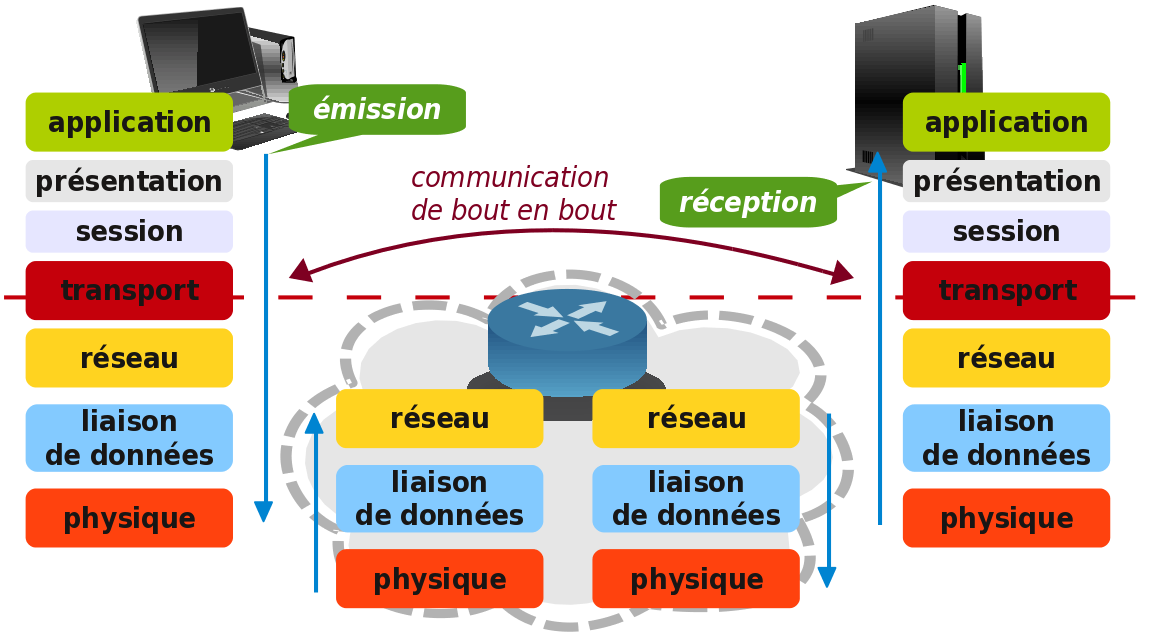 application
présentation
session
transport
réseau
liaison
de données
physique
émission
communication
de bout en bout
réception
réseau
liaison
de données
physique
réseau
liaison
de données
physique
application
présentation
session
transport
réseau
liaison
de données
physique